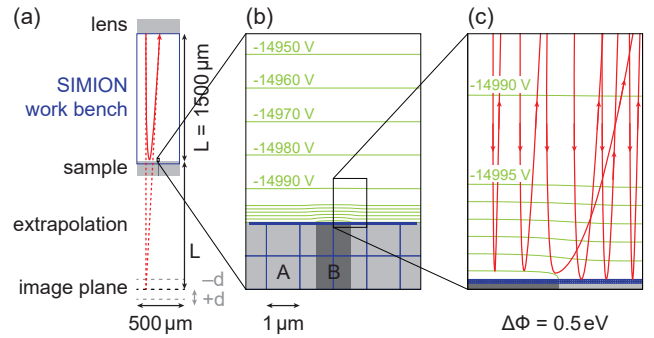 (a)
lens
SIMION
work bench
L = 1500 µm
sample
extrapolation
L
image plane
–d
+d
500 µm
(b)
-14950 V
-14960 V
-14970 V
-14980 V
-14990 V
A
B
1 µm
(c)
-14990 V
-14995 V
ΔΦ = 0.5 eV